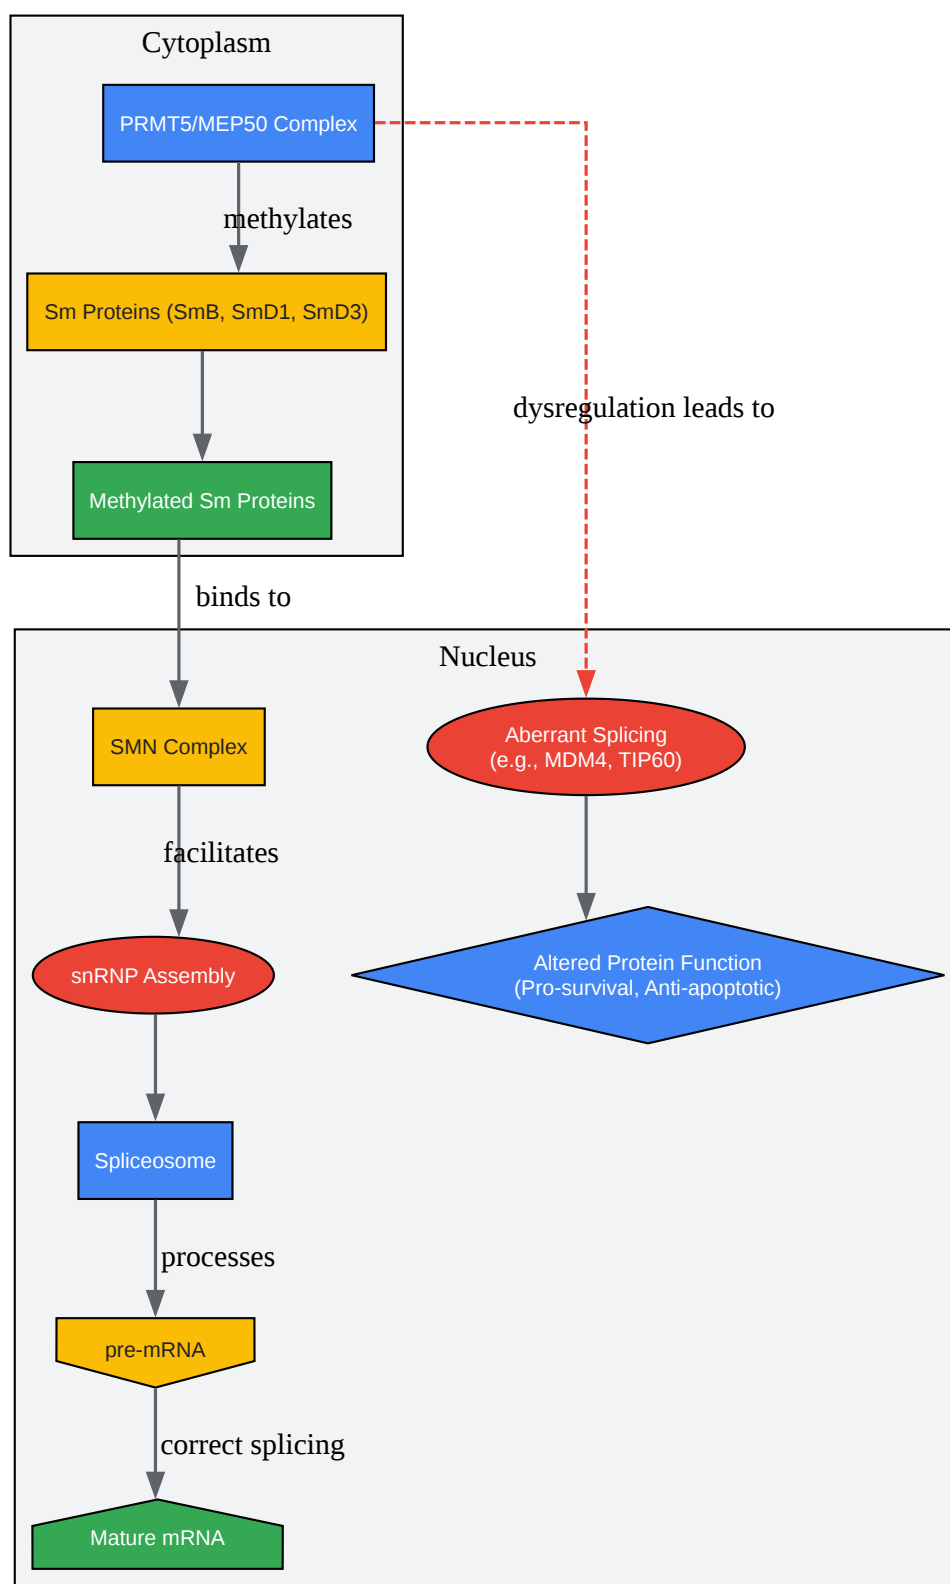 Cytoplasm
PRMT5/MEP50 Complex
methylates
Sm Proteins (SmB, SmD1, SmD3)
dysregulation leads to
Methylated Sm Proteins
binds to
Nucleus
SMN Complex
Aberrant Splicing
(e.g., MDM4, TIP60)
facilitates
snRNP Assembly
Altered Protein Function
(Pro-survival, Anti-apoptotic)
Spliceosome
processes
pre-mRNA
correct splicing
Mature mRNA